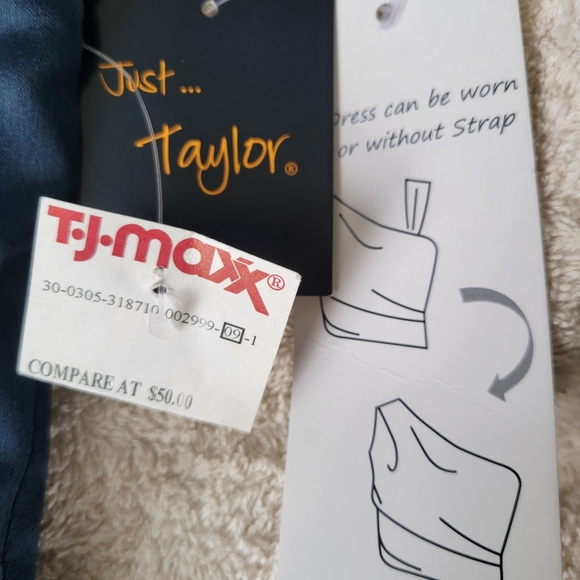 Just...
Taylor®
Dress can be worn
or without Strap
T·J·maxx®
30-0305-318710-002999-09-1
COMPARE AT $50.00